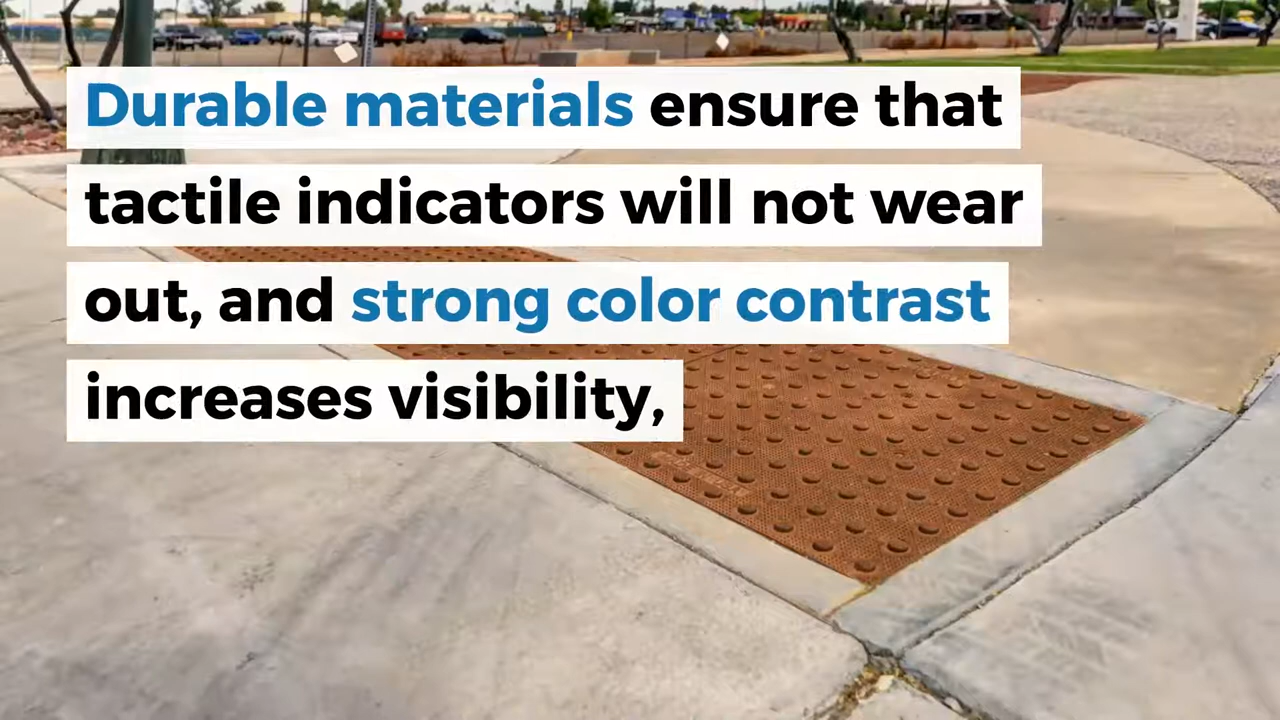 Durable materials ensure that
tactile indicators will not wear
out, and strong color contrast
increases visibility,